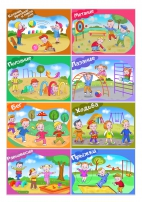 Метание
Ползание
Лазание
Бег
Ходьба
Равновесие
Прыжки